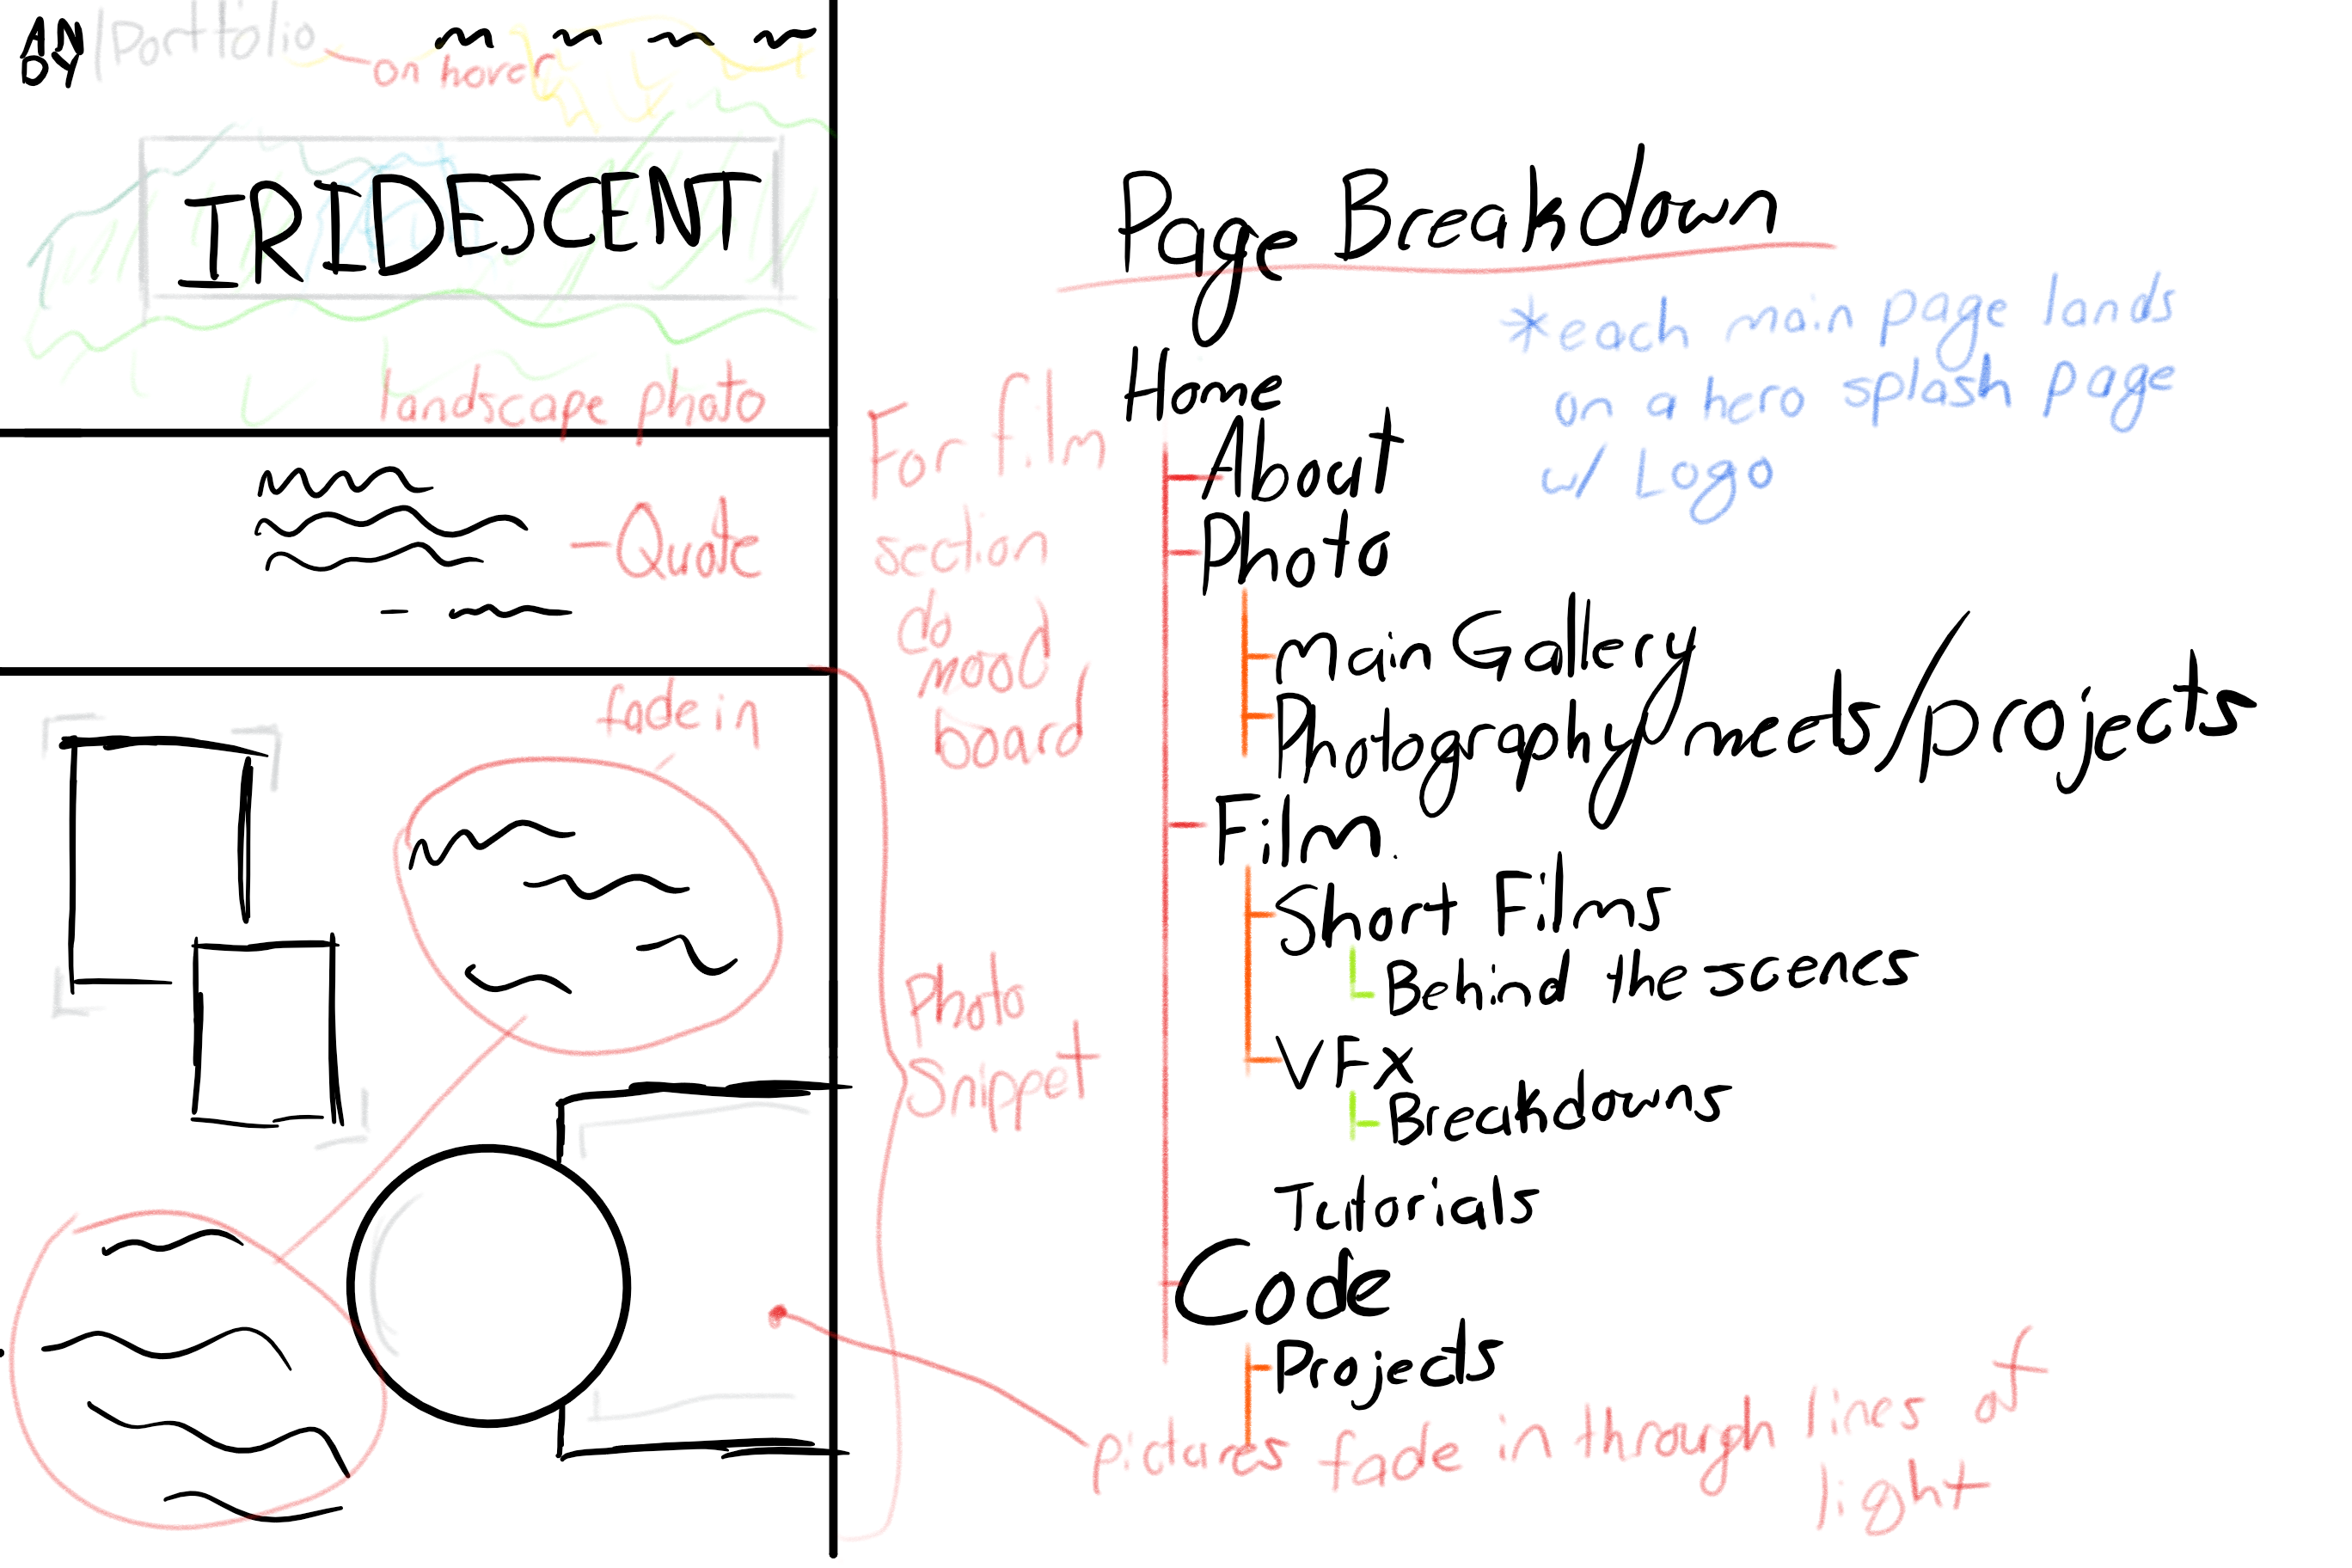 AN
DY
/Portfolio
on hover
IRIDESCENT
landscape photo
-Quote
fade in
For film
section
do
mood
board
Photo
Snippet
Page Breakdown
*each main page lands
on a hero splash page
w/ Logo
Home
About
Photo
Main Gallery
Photography meets/projects
Film
Short Films
Behind the scenes
VFX
Breakdowns
Tutorials
Code
Projects
pictures fade in through lines of
light